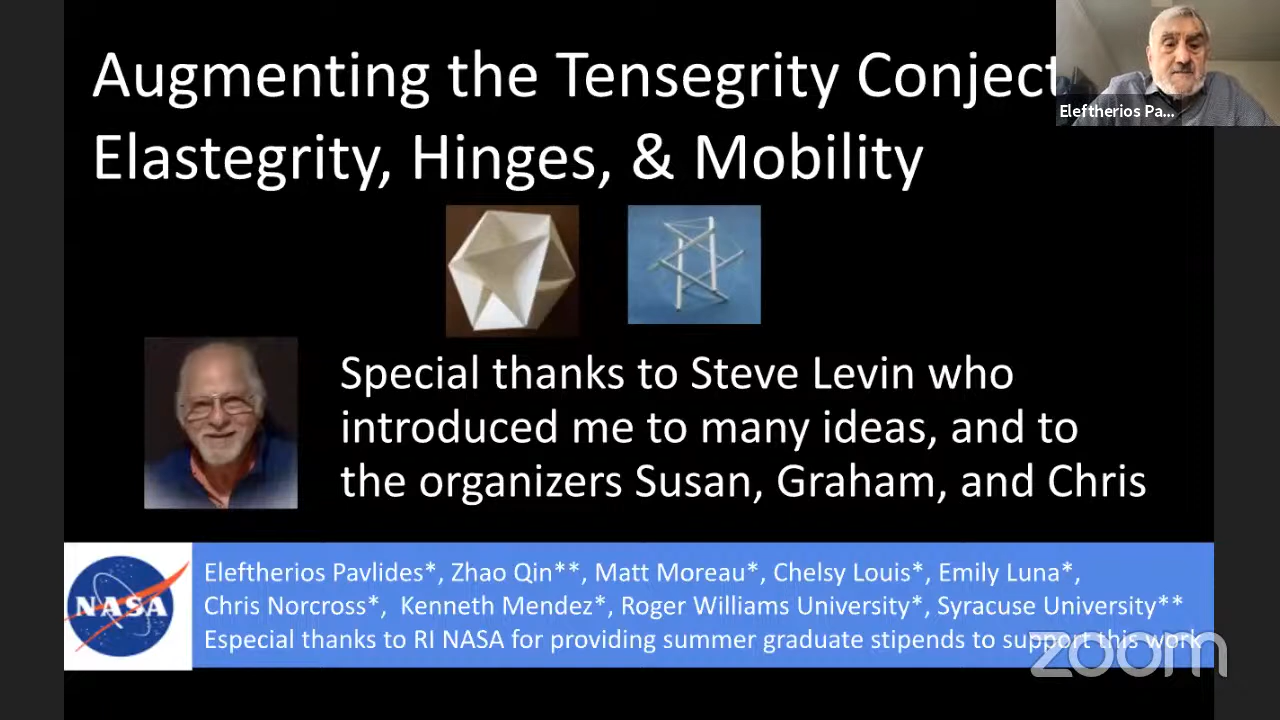 Augmenting the Tensegrity Conject
Eleftherios Pa...
Elastegrity, Hinges, & Mobility
Special thanks to Steve Levin who
introduced me to many ideas, and to
the organizers Susan, Graham, and Chris
NASA
Eleftherios Pavlides*, Zhao Qin**, Matt Moreau*, Chelsy Louis*, Emily Luna*,
Chris Norcross*, Kenneth Mendez*, Roger Williams University*, Syracuse University**
Especial thanks to RI NASA for providing summer graduate stipends to support this work
zoom